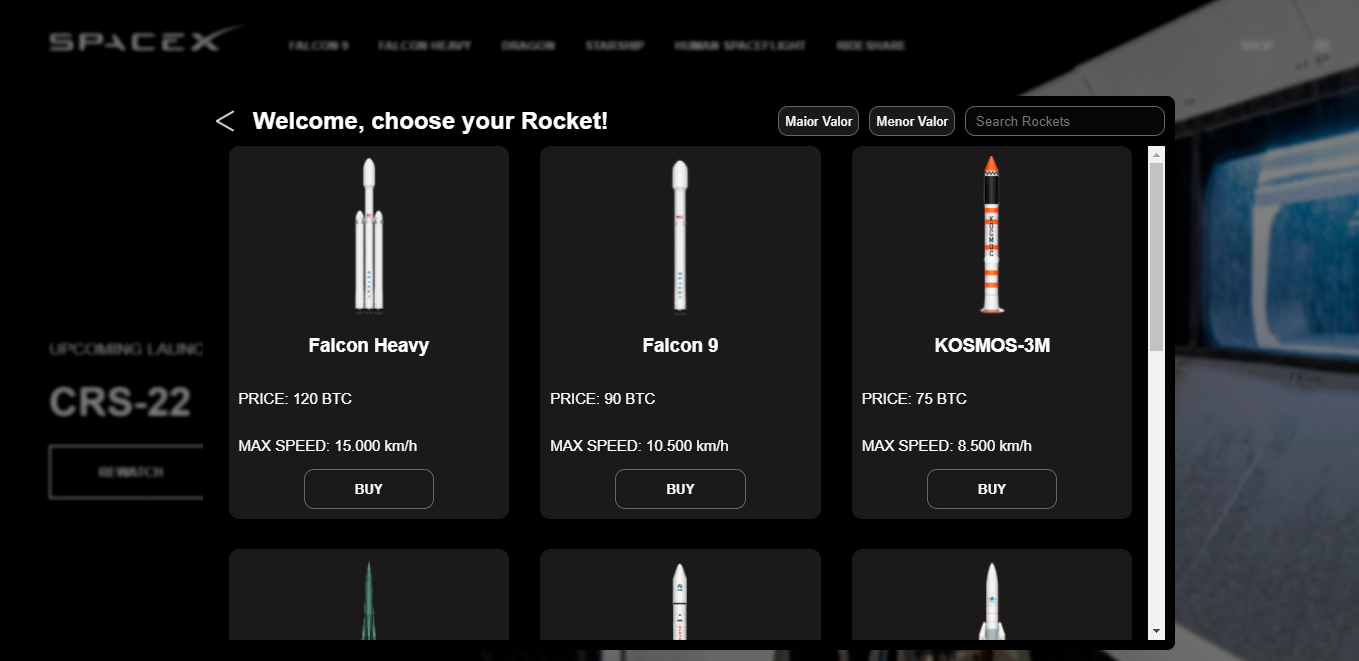 SPACEX
FALCON 9 FALCON HEAVY DRAGON STARSHIP HUMAN SPACEFLIGHT RIDESHARE SHOP
Welcome, choose your Rocket!
Maior Valor Menor Valor Search Rockets
Falcon Heavy
PRICE: 120 BTC
MAX SPEED: 15.000 km/h
BUY
Falcon 9
PRICE: 90 BTC
MAX SPEED: 10.500 km/h
BUY
KOSMOS-3M
PRICE: 75 BTC
MAX SPEED: 8.500 km/h
BUY
UPCOMING LAUNC
CRS-22
REWATCH